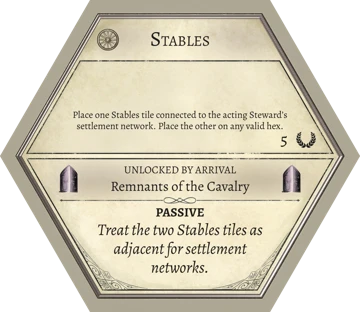 STABLES
Place one Stables tile connected to the acting Steward's
settlement network. Place the other on any valid hex.
5
UNLOCKED BY ARRIVAL
Remnants of the Cavalry
PASSIVE
Treat the two Stables tiles as
adjacent for settlement
networks.